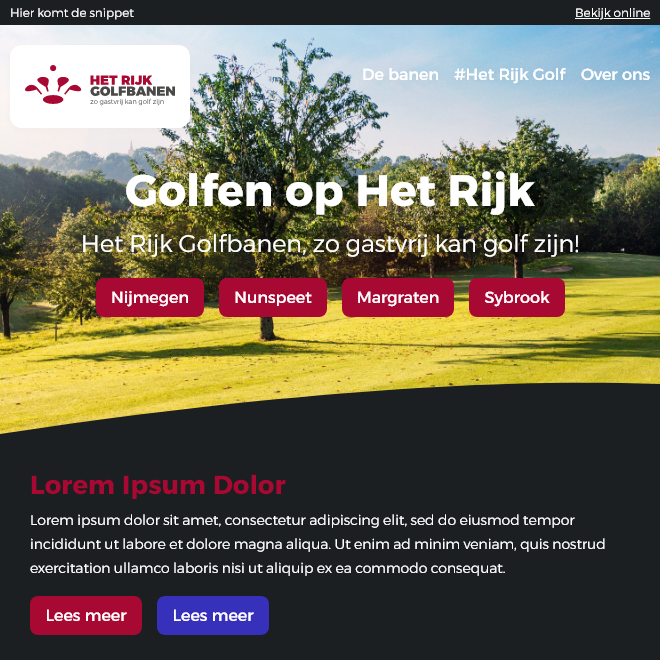 Hier komt de snippet
Bekijk online
HET RIJK
GOLFBANEN
zo gastvrij kan golf zijn
De banen #Het Rijk Golf Over ons
Golfen op Het Rijk
Het Rijk Golfbanen, zo gastvrij kan golf zijn!
Nijmegen Nunspeet Margraten Sybrook
Lorem Ipsum Dolor
Lorem ipsum dolor sit amet, consectetur adipiscing elit, sed do eiusmod tempor
incididunt ut labore et dolore magna aliqua. Ut enim ad minim veniam, quis nostrud
exercitation ullamco laboris nisi ut aliquip ex ea commodo consequat.
Lees meer Lees meer